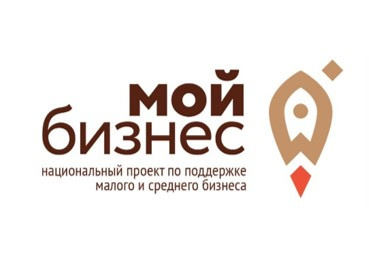 мой
бизнес
национальный проект по поддержке
малого и среднего бизнеса